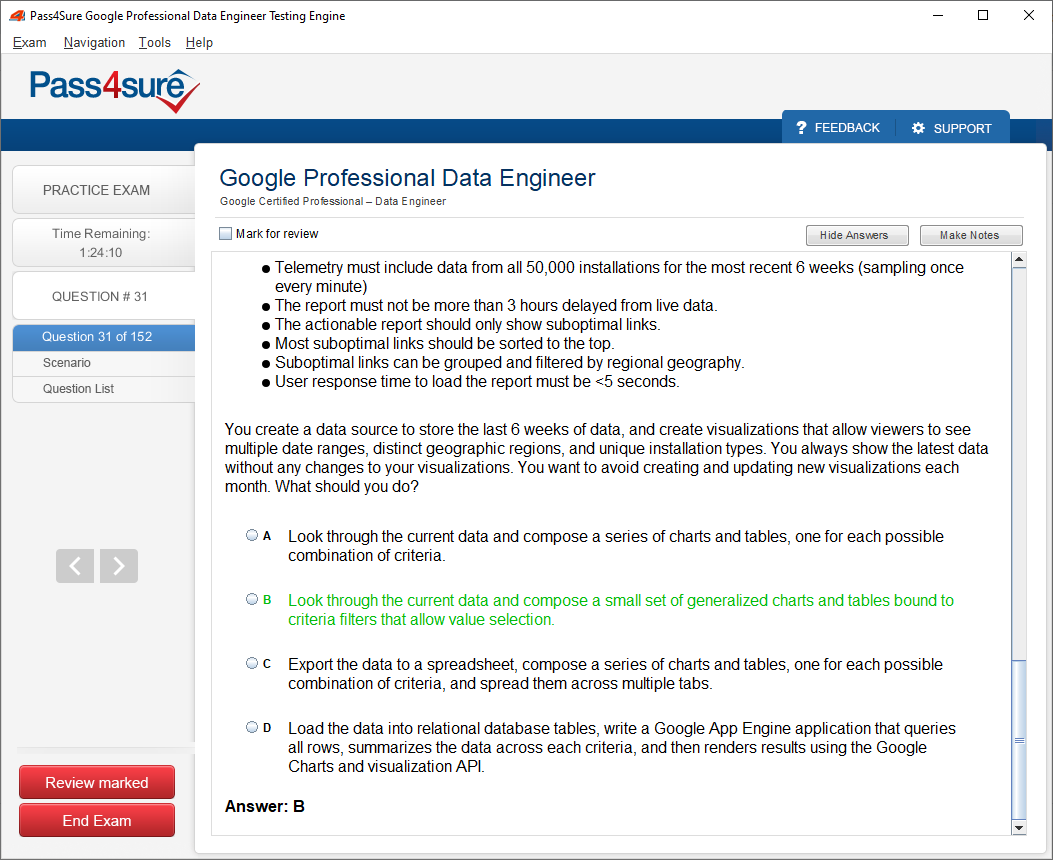 Pass4Sure Google Professional Data Engineer Testing Engine
Exam Navigation Tools Help
Pass4sure
? FEEDBACK SUPPORT
PRACTICE EXAM
Time Remaining:
1:24:10
QUESTION # 31
Question 31 of 152
Scenario
Question List
Review marked
End Exam
Google Professional Data Engineer
Google Certified Professional – Data Engineer
Mark for review
Hide Answers Make Notes
● Telemetry must include data from all 50,000 installations for the most recent 6 weeks (sampling once
every minute)
● The report must not be more than 3 hours delayed from live data.
● The actionable report should only show suboptimal links.
● Most suboptimal links should be sorted to the top.
● Suboptimal links can be grouped and filtered by regional geography.
● User response time to load the report must be <5 seconds.
You create a data source to store the last 6 weeks of data, and create visualizations that allow viewers to see
multiple date ranges, distinct geographic regions, and unique installation types. You always show the latest data
without any changes to your visualizations. You want to avoid creating and updating new visualizations each
month. What should you do?
A Look through the current data and compose a series of charts and tables, one for each possible
combination of criteria.
B Look through the current data and compose a small set of generalized charts and tables bound to
criteria filters that allow value selection.
C Export the data to a spreadsheet, compose a series of charts and tables, one for each possible
combination of criteria, and spread them across multiple tabs.
D Load the data into relational database tables, write a Google App Engine application that queries
all rows, summarizes the data across each criteria, and then renders results using the Google
Charts and visualization API.
Answer: B